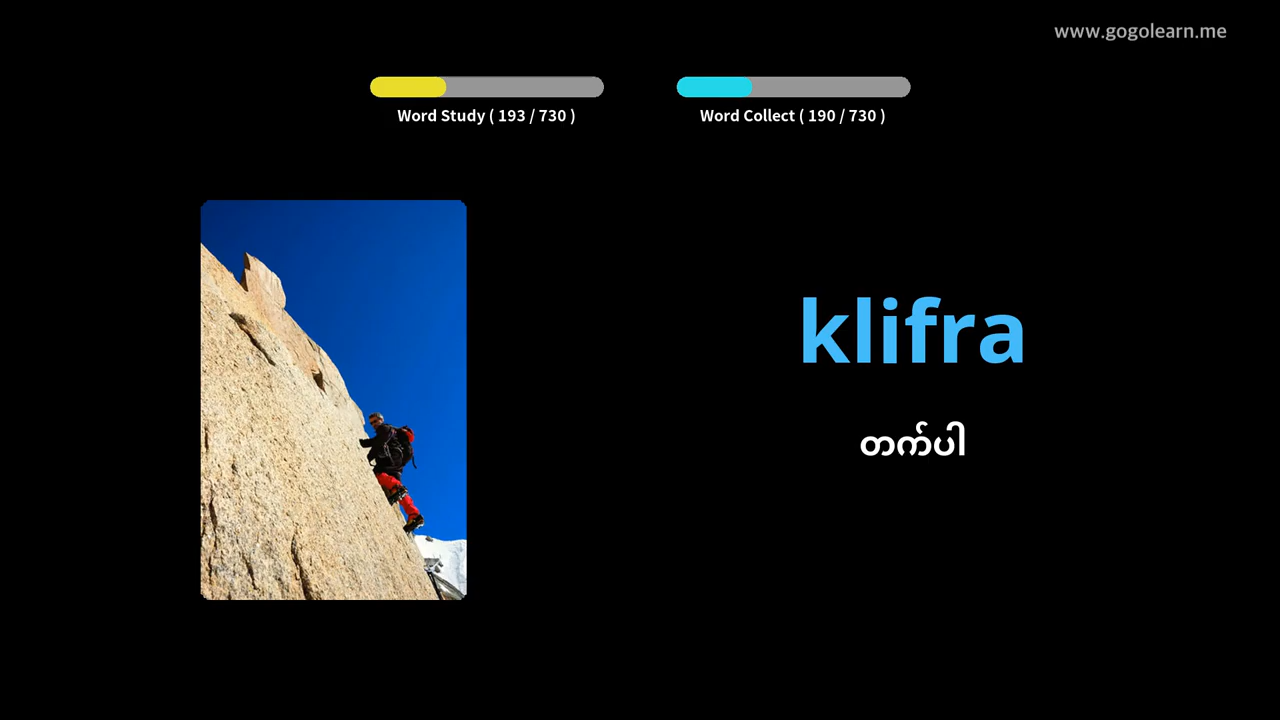 www.gogolearn.me
Word Study ( 193 / 730 )
Word Collect ( 190 / 730 )
klifra
တက်ပါ